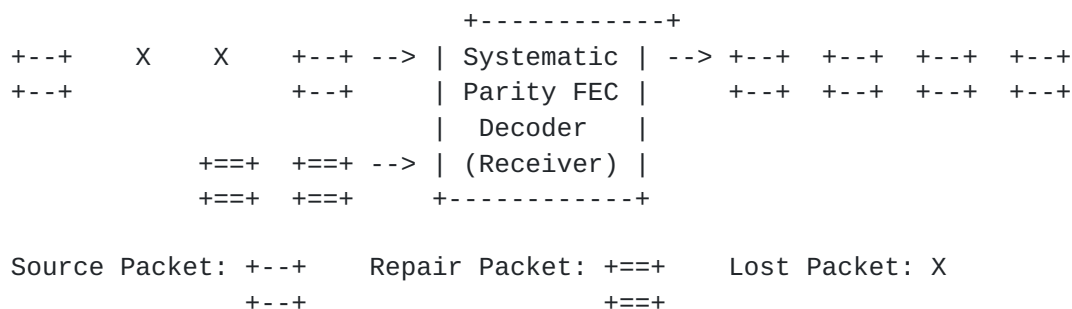 +------------+
+--+    X    X    +--+ --> | Systematic | --> +--+  +--+  +--+  +--+
+--+              +--+     | Parity FEC |     +--+  +--+  +--+  +--+
                           |  Decoder   |
            +==+  +==+ --> | (Receiver) |
            +==+  +==+     +------------+

Source Packet: +--+    Repair Packet: +==+    Lost Packet: X
               +--+                   +==+